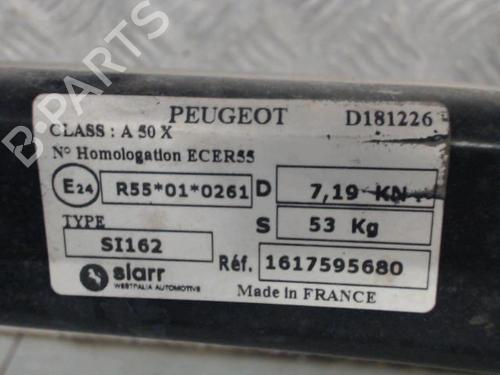 B-PARTS
PEUGEOT D181226
CLASS : A 50 X
N° Homologation ECER55
E24 R55*01*0261 D 7,19 KN
TYPE S 53 Kg
SI162 Réf. 1617595680
siarr
WESTFALIA AUTOMOTIVE Made in FRANCE